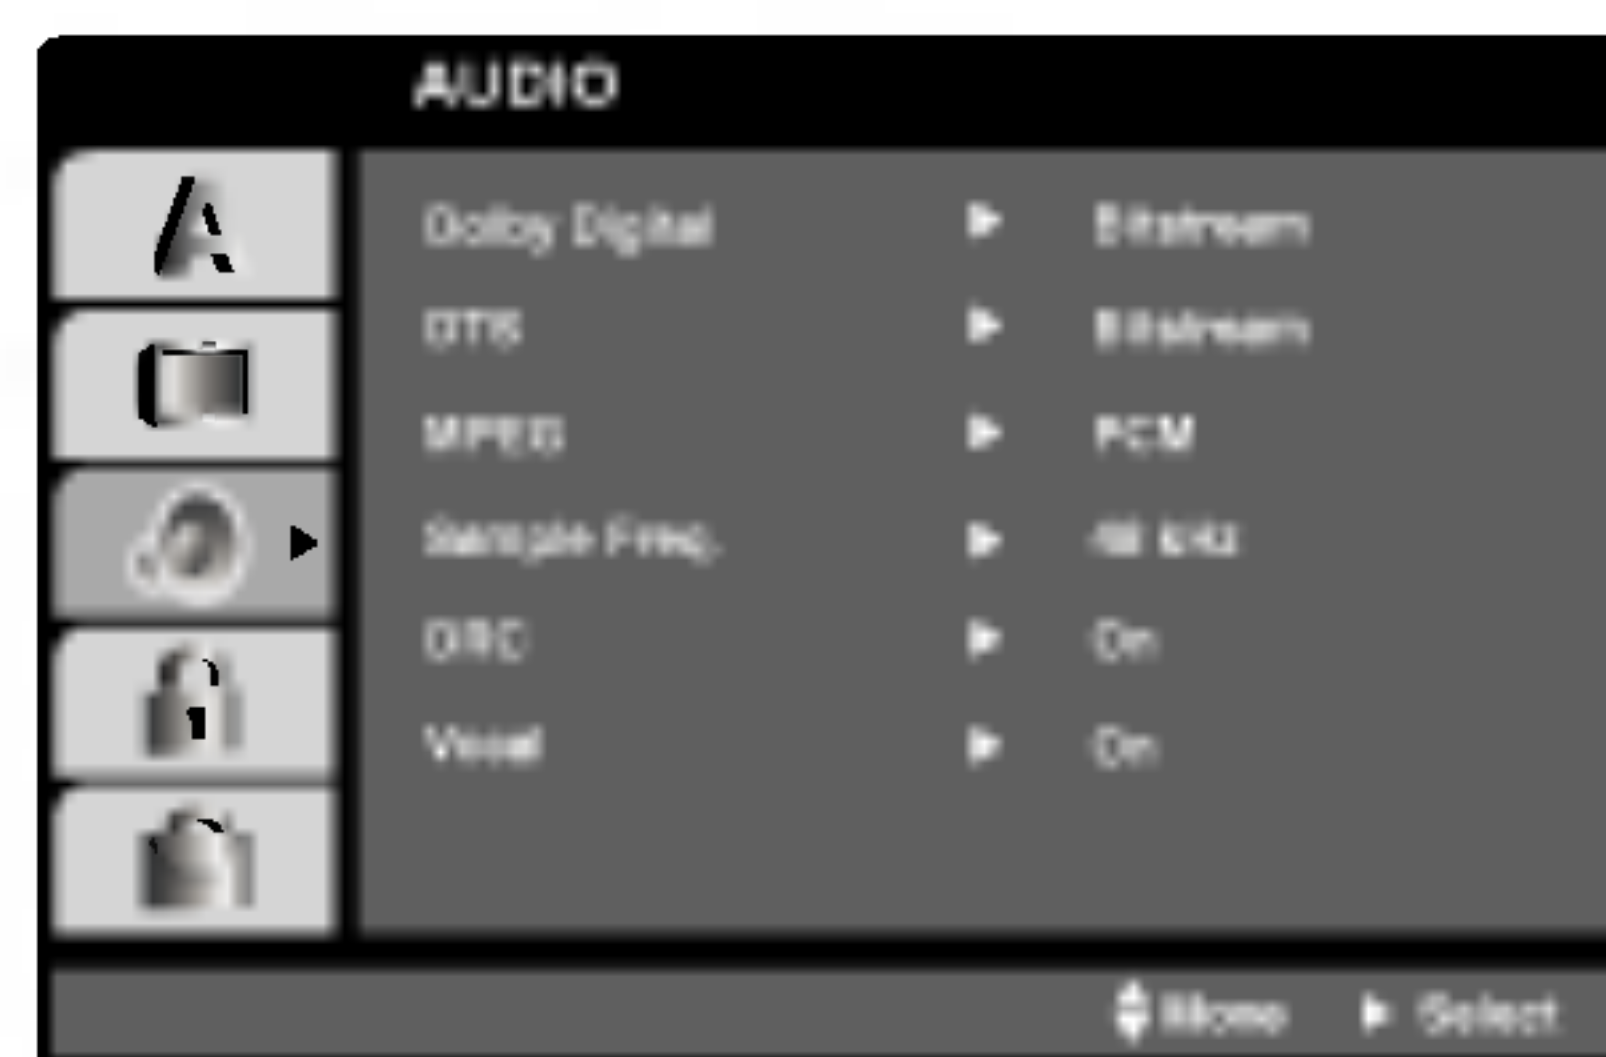 AUDIO
Dolby Digital Bitstream
DTS Bitstream
MPEG PCM
Sample Freq. 48 kHz
DRC On
Vocal On
Move Select